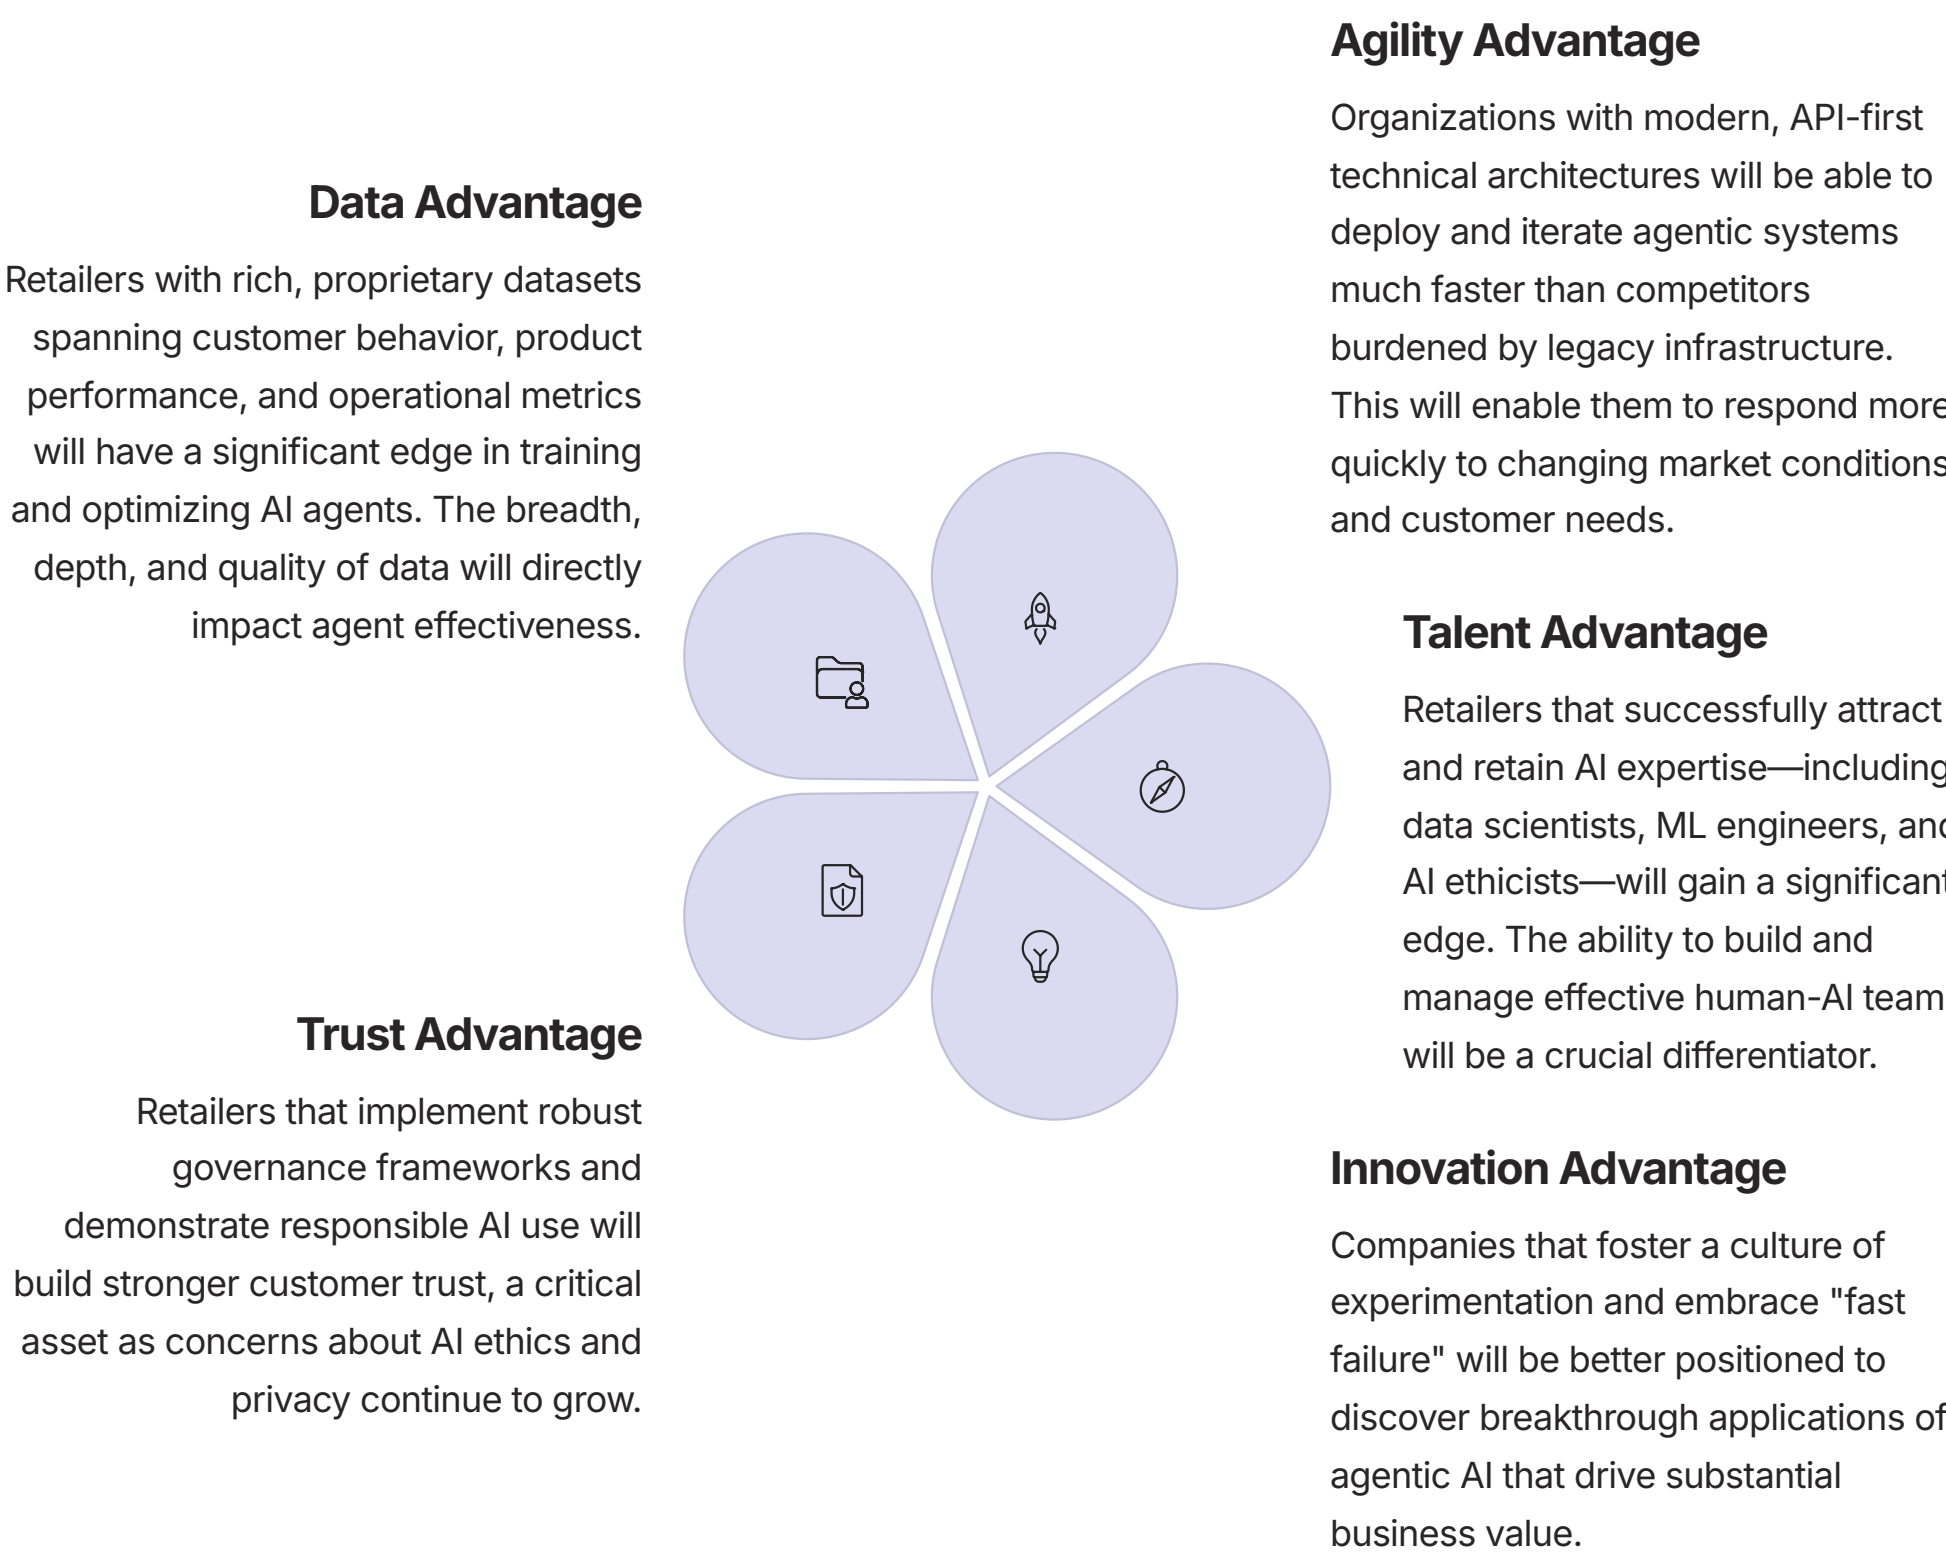 Agility Advantage
Organizations with modern, API-first
technical architectures will be able to
deploy and iterate agentic systems
much faster than competitors
burdened by legacy infrastructure.
This will enable them to respond more
quickly to changing market conditions
and customer needs.
Data Advantage
Retailers with rich, proprietary datasets
spanning customer behavior, product
performance, and operational metrics
will have a significant edge in training
and optimizing AI agents. The breadth,
depth, and quality of data will directly
impact agent effectiveness.
Talent Advantage
Retailers that successfully attract
and retain AI expertise—including
data scientists, ML engineers, and
AI ethicists—will gain a significant
edge. The ability to build and
manage effective human-AI team
will be a crucial differentiator.
Trust Advantage
Retailers that implement robust
governance frameworks and
demonstrate responsible AI use will
build stronger customer trust, a critical
asset as concerns about AI ethics and
privacy continue to grow.
Innovation Advantage
Companies that foster a culture of
experimentation and embrace "fast
failure" will be better positioned to
discover breakthrough applications of
agentic AI that drive substantial
business value.